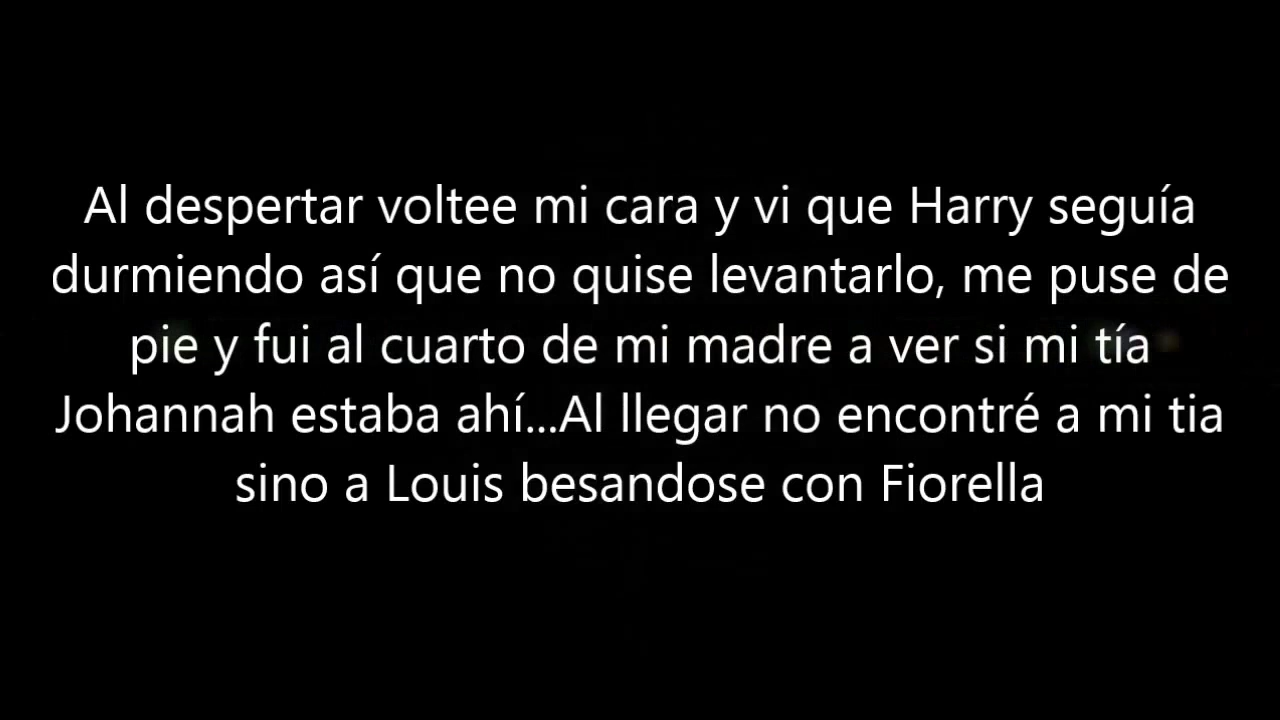 Al despertar voltee mi cara y vi que Harry seguía
durmiendo así que no quise levantarlo, me puse de
pie y fui al cuarto de mi madre a ver si mi tía
Johannah estaba ahí...Al llegar no encontré a mi tia
sino a Louis besandose con Fiorella